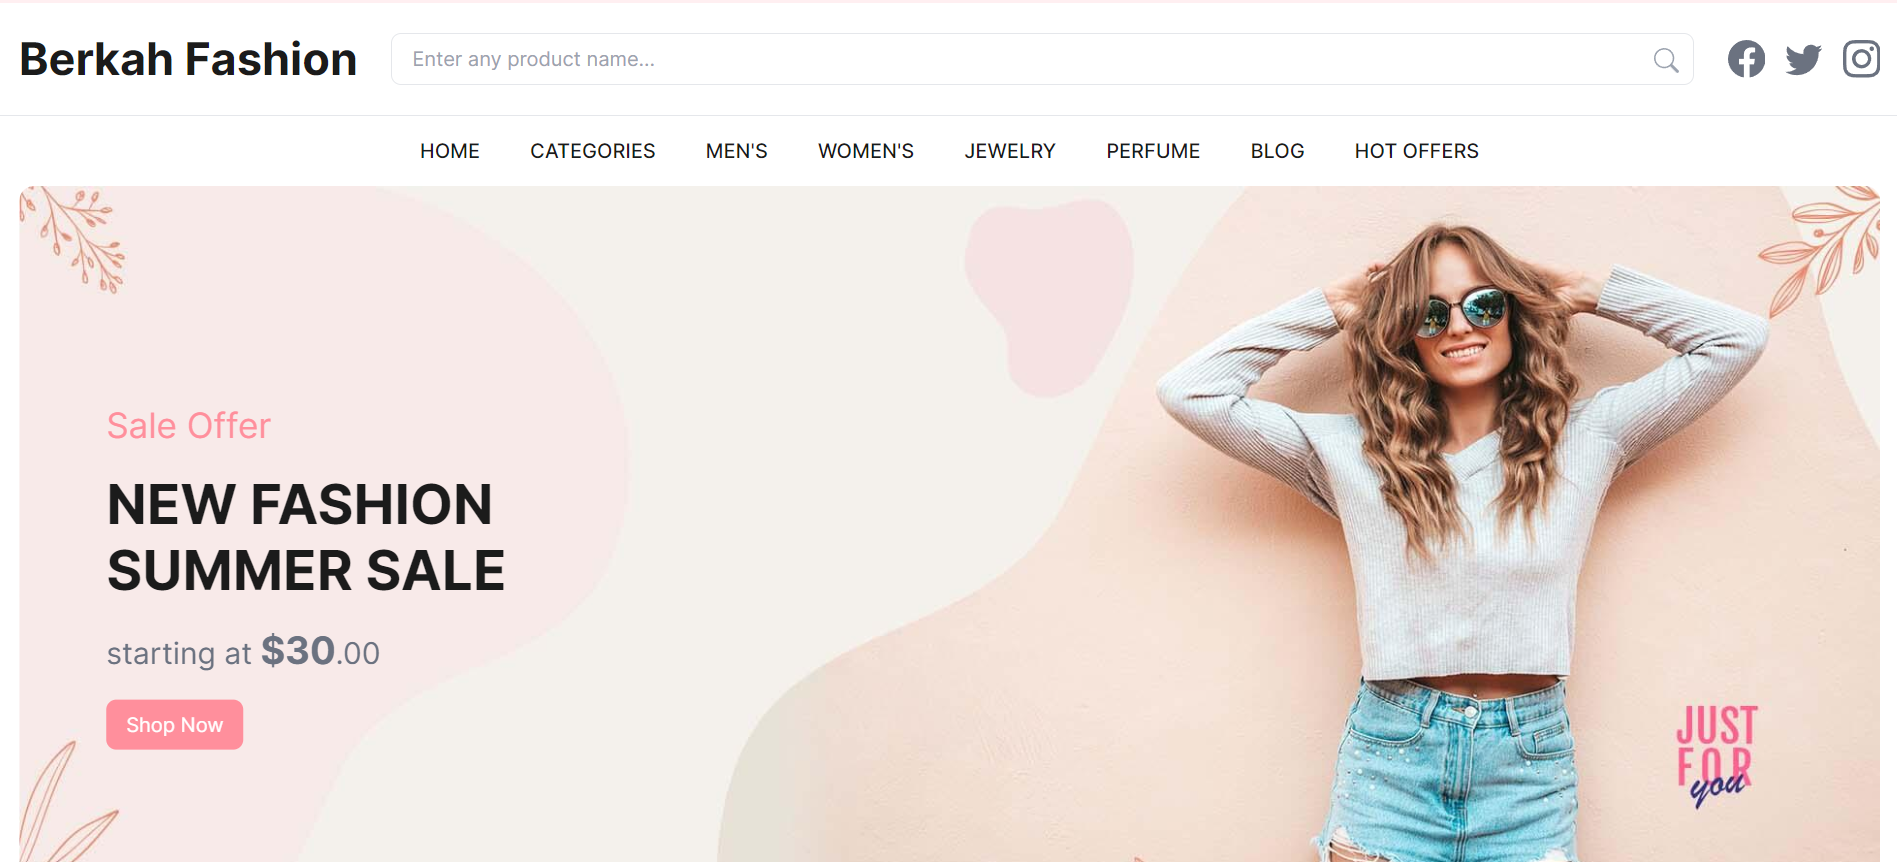 Berkah Fashion
Enter any product name...
HOME CATEGORIES MEN'S WOMEN'S JEWELRY PERFUME BLOG HOT OFFERS
Sale Offer
NEW FASHION
SUMMER SALE
starting at $30.00
Shop Now
JUST
FOR
you